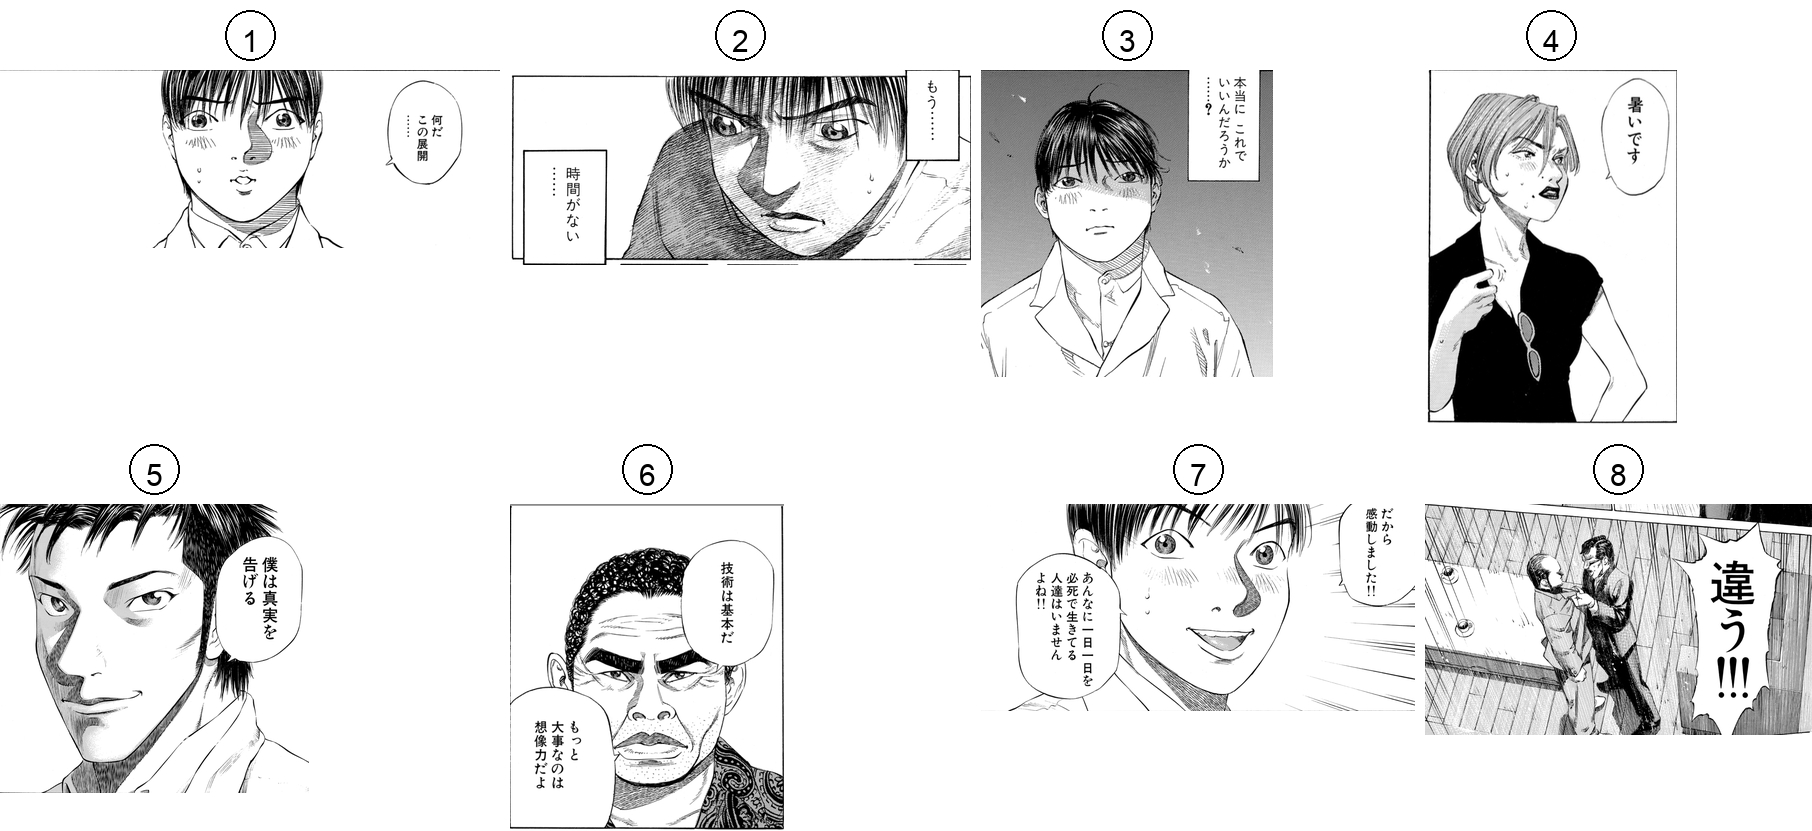 1
何だ
この展開
……
2
もう……
時間がない
……
3
本当に これで
いいんだろうか
……？
4
暑いです
5
僕は真実を
告げる
6
技術は基本だ
もっと
大事なのは
想像力だよ
7
だから
感動しました!!
あんなに一日一日を
必死で生きてる
人達はいません
よね!!
8
違う!!!